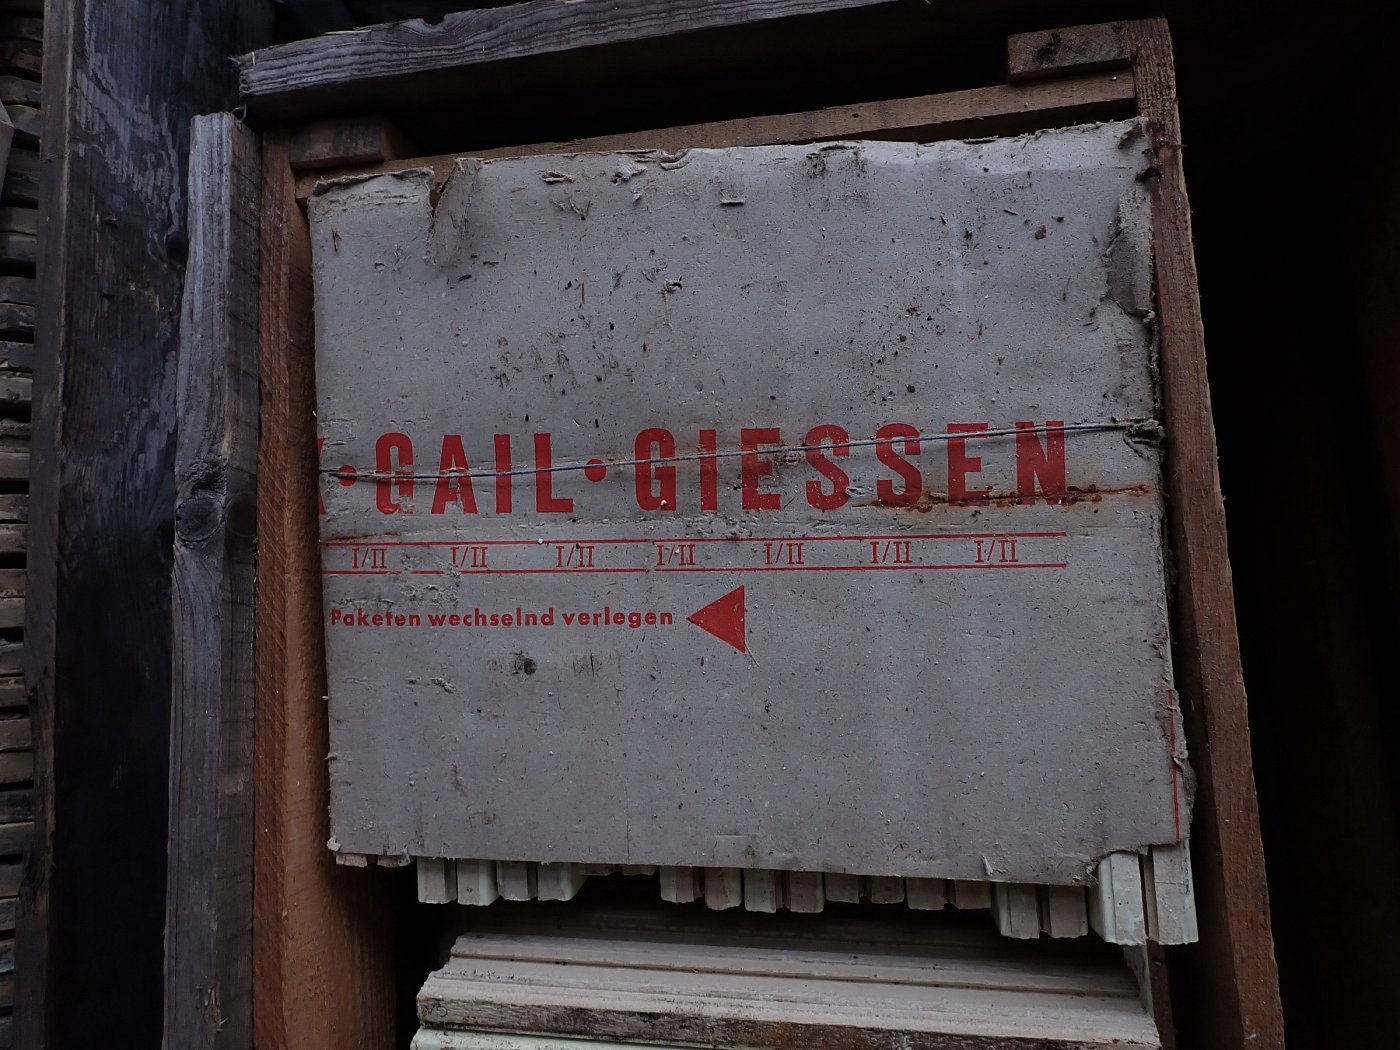 • GAIL • GIESSEN
I/II I/II I/II I/II I/II I/II I/II
Paketen wechselnd verlegen